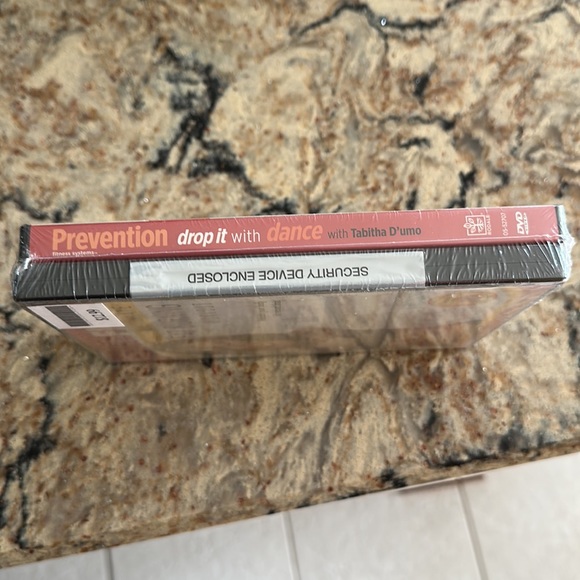 Prevention drop it with dance with Tabitha D'umo
fitness systems
DVD
SECURITY DEVICE ENCLOSED